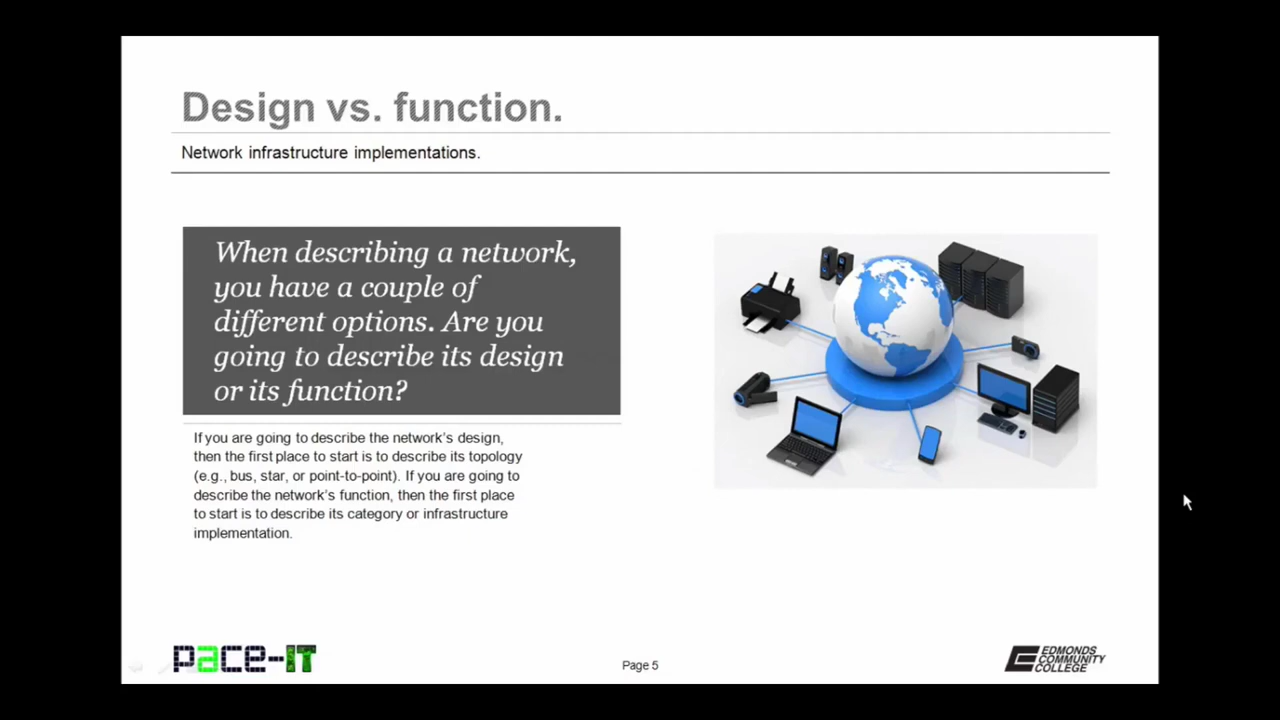 Design vs. function.
Network infrastructure implementations.
When describing a network,
you have a couple of
different options. Are you
going to describe its design
or its function?
If you are going to describe the network's design,
then the first place to start is to describe its topology
(e.g., bus, star, or point-to-point). If you are going to
describe the network's function, then the first place
to start is to describe its category or infrastructure
implementation.
pace-IT
Page 5
EDMONDS
COMMUNITY
COLLEGE